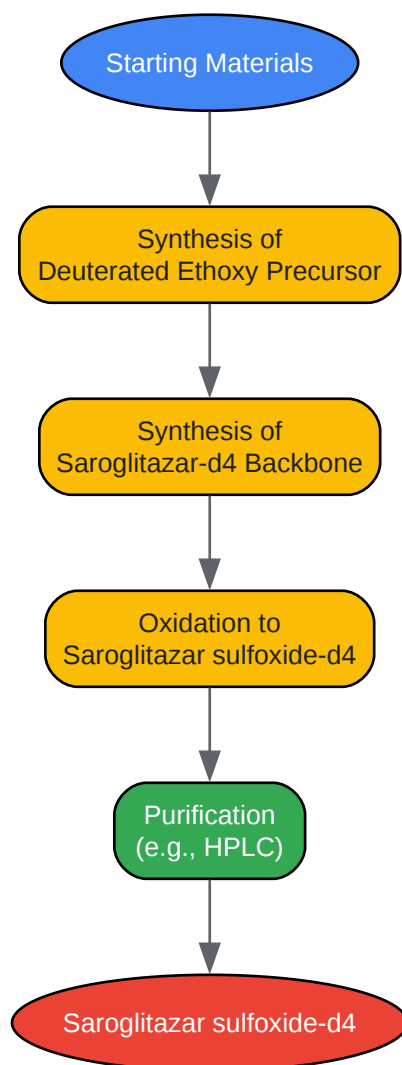 Starting Materials
Synthesis of
Deuterated Ethoxy Precursor
Synthesis of
Saroglitazar-d4 Backbone
Oxidation to
Saroglitazar sulfoxide-d4
Purification
(e.g., HPLC)
Saroglitazar sulfoxide-d4